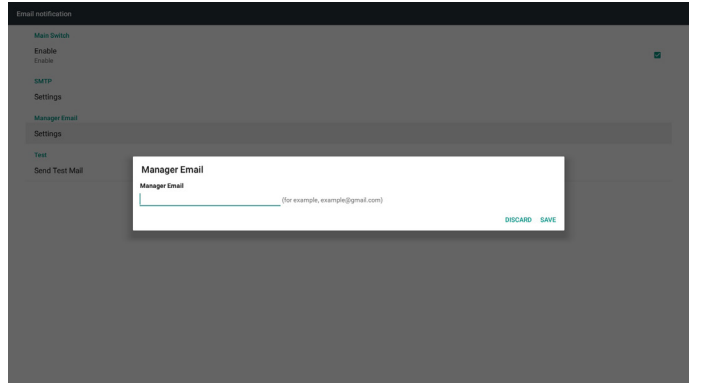 Email notification
Main Switch
Enable
Enable
SMTP
Settings
Manager Email
Settings
Test
Send Test Mail
Manager Email
Manager Email
(for example, example@gmail.com)
DISCARD SAVE